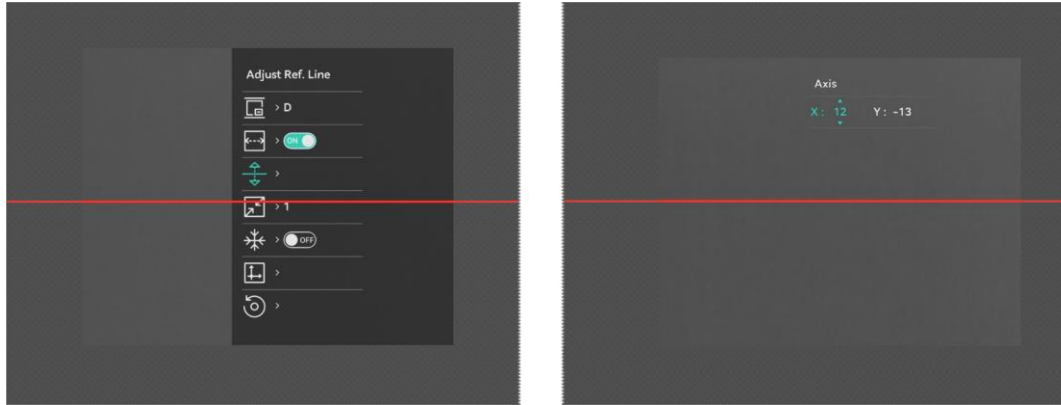 Adjust Ref. Line
> D
> ON
>
> 1
> OFF
>
>
Axis
X: 12 Y: -13